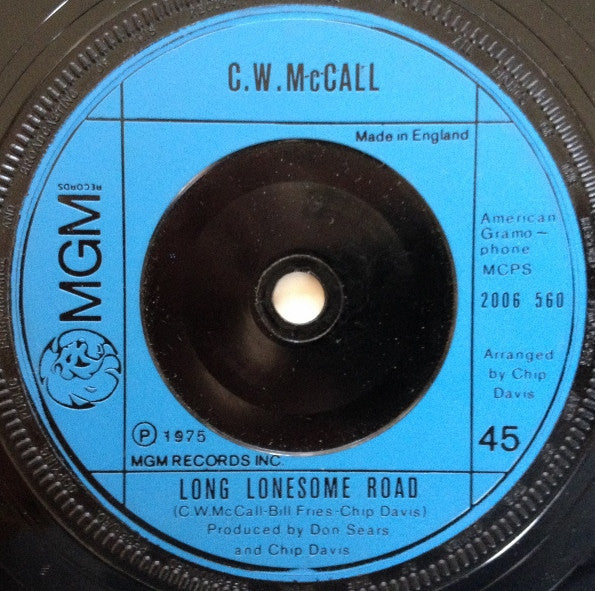 C.W.McCALL
Made in England
MGM
RECORDS
American
Gramo-
phone
MCPS
2006 560
Arranged
by Chip
Davis
℗ 1975
45
MGM RECORDS INC.
LONG LONESOME ROAD
(C.W.McCall-Bill Fries-Chip Davis)
Produced by Don Sears
and Chip Davis